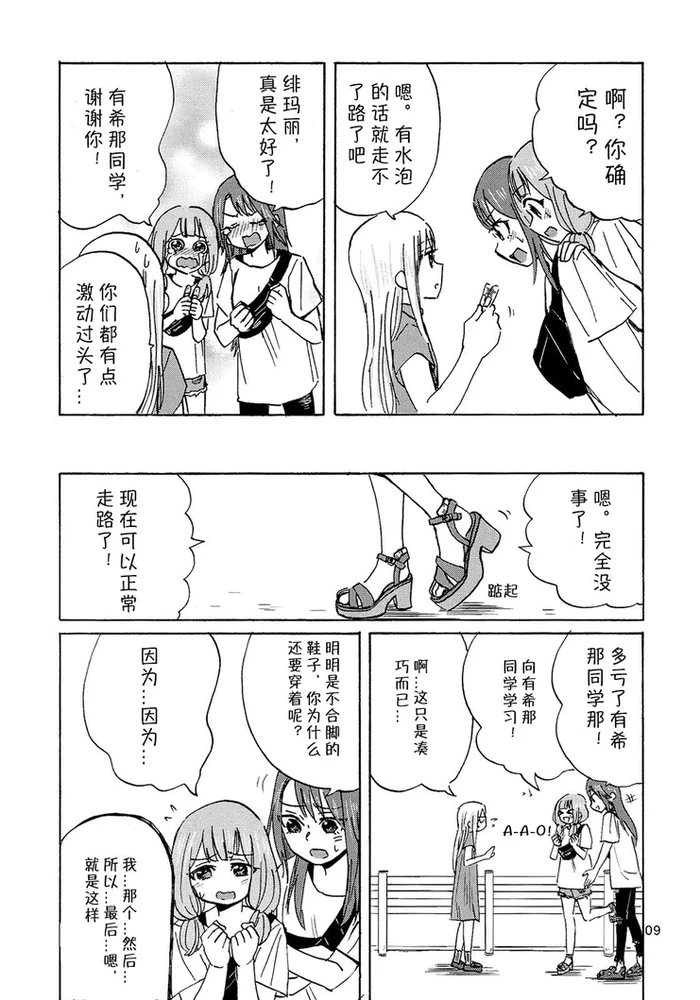 啊？你确
定吗？
嗯。有水泡
的话就走不
了路了吧
绯玛丽，
真是太好了！
有希那同学，
谢谢你！
你们都有点
激动过头了…
嗯。完全没
事了！
踮起
现在可以正常
走路了！
多亏了有希
那同学那！
向有希那
同学学习！
啊…这只是凑
巧而已…
A-A-O!
明明是不合脚的
鞋子，你为什么
还要穿着呢？
因为…因为…
我…那个…然后…
所以…最后…嗯，
就是这样
09